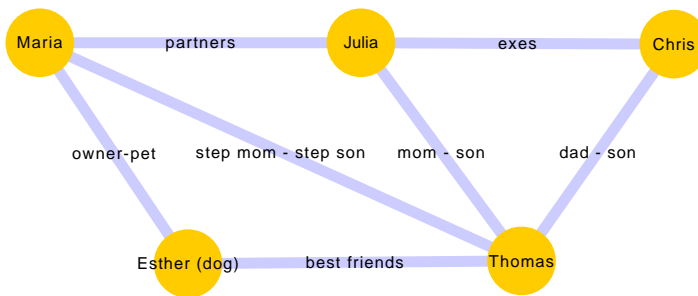 Maria
partners
Julia
exes
Chris
owner-pet
step mom - step son
mom - son
dad - son
Esther (dog)
best friends
Thomas